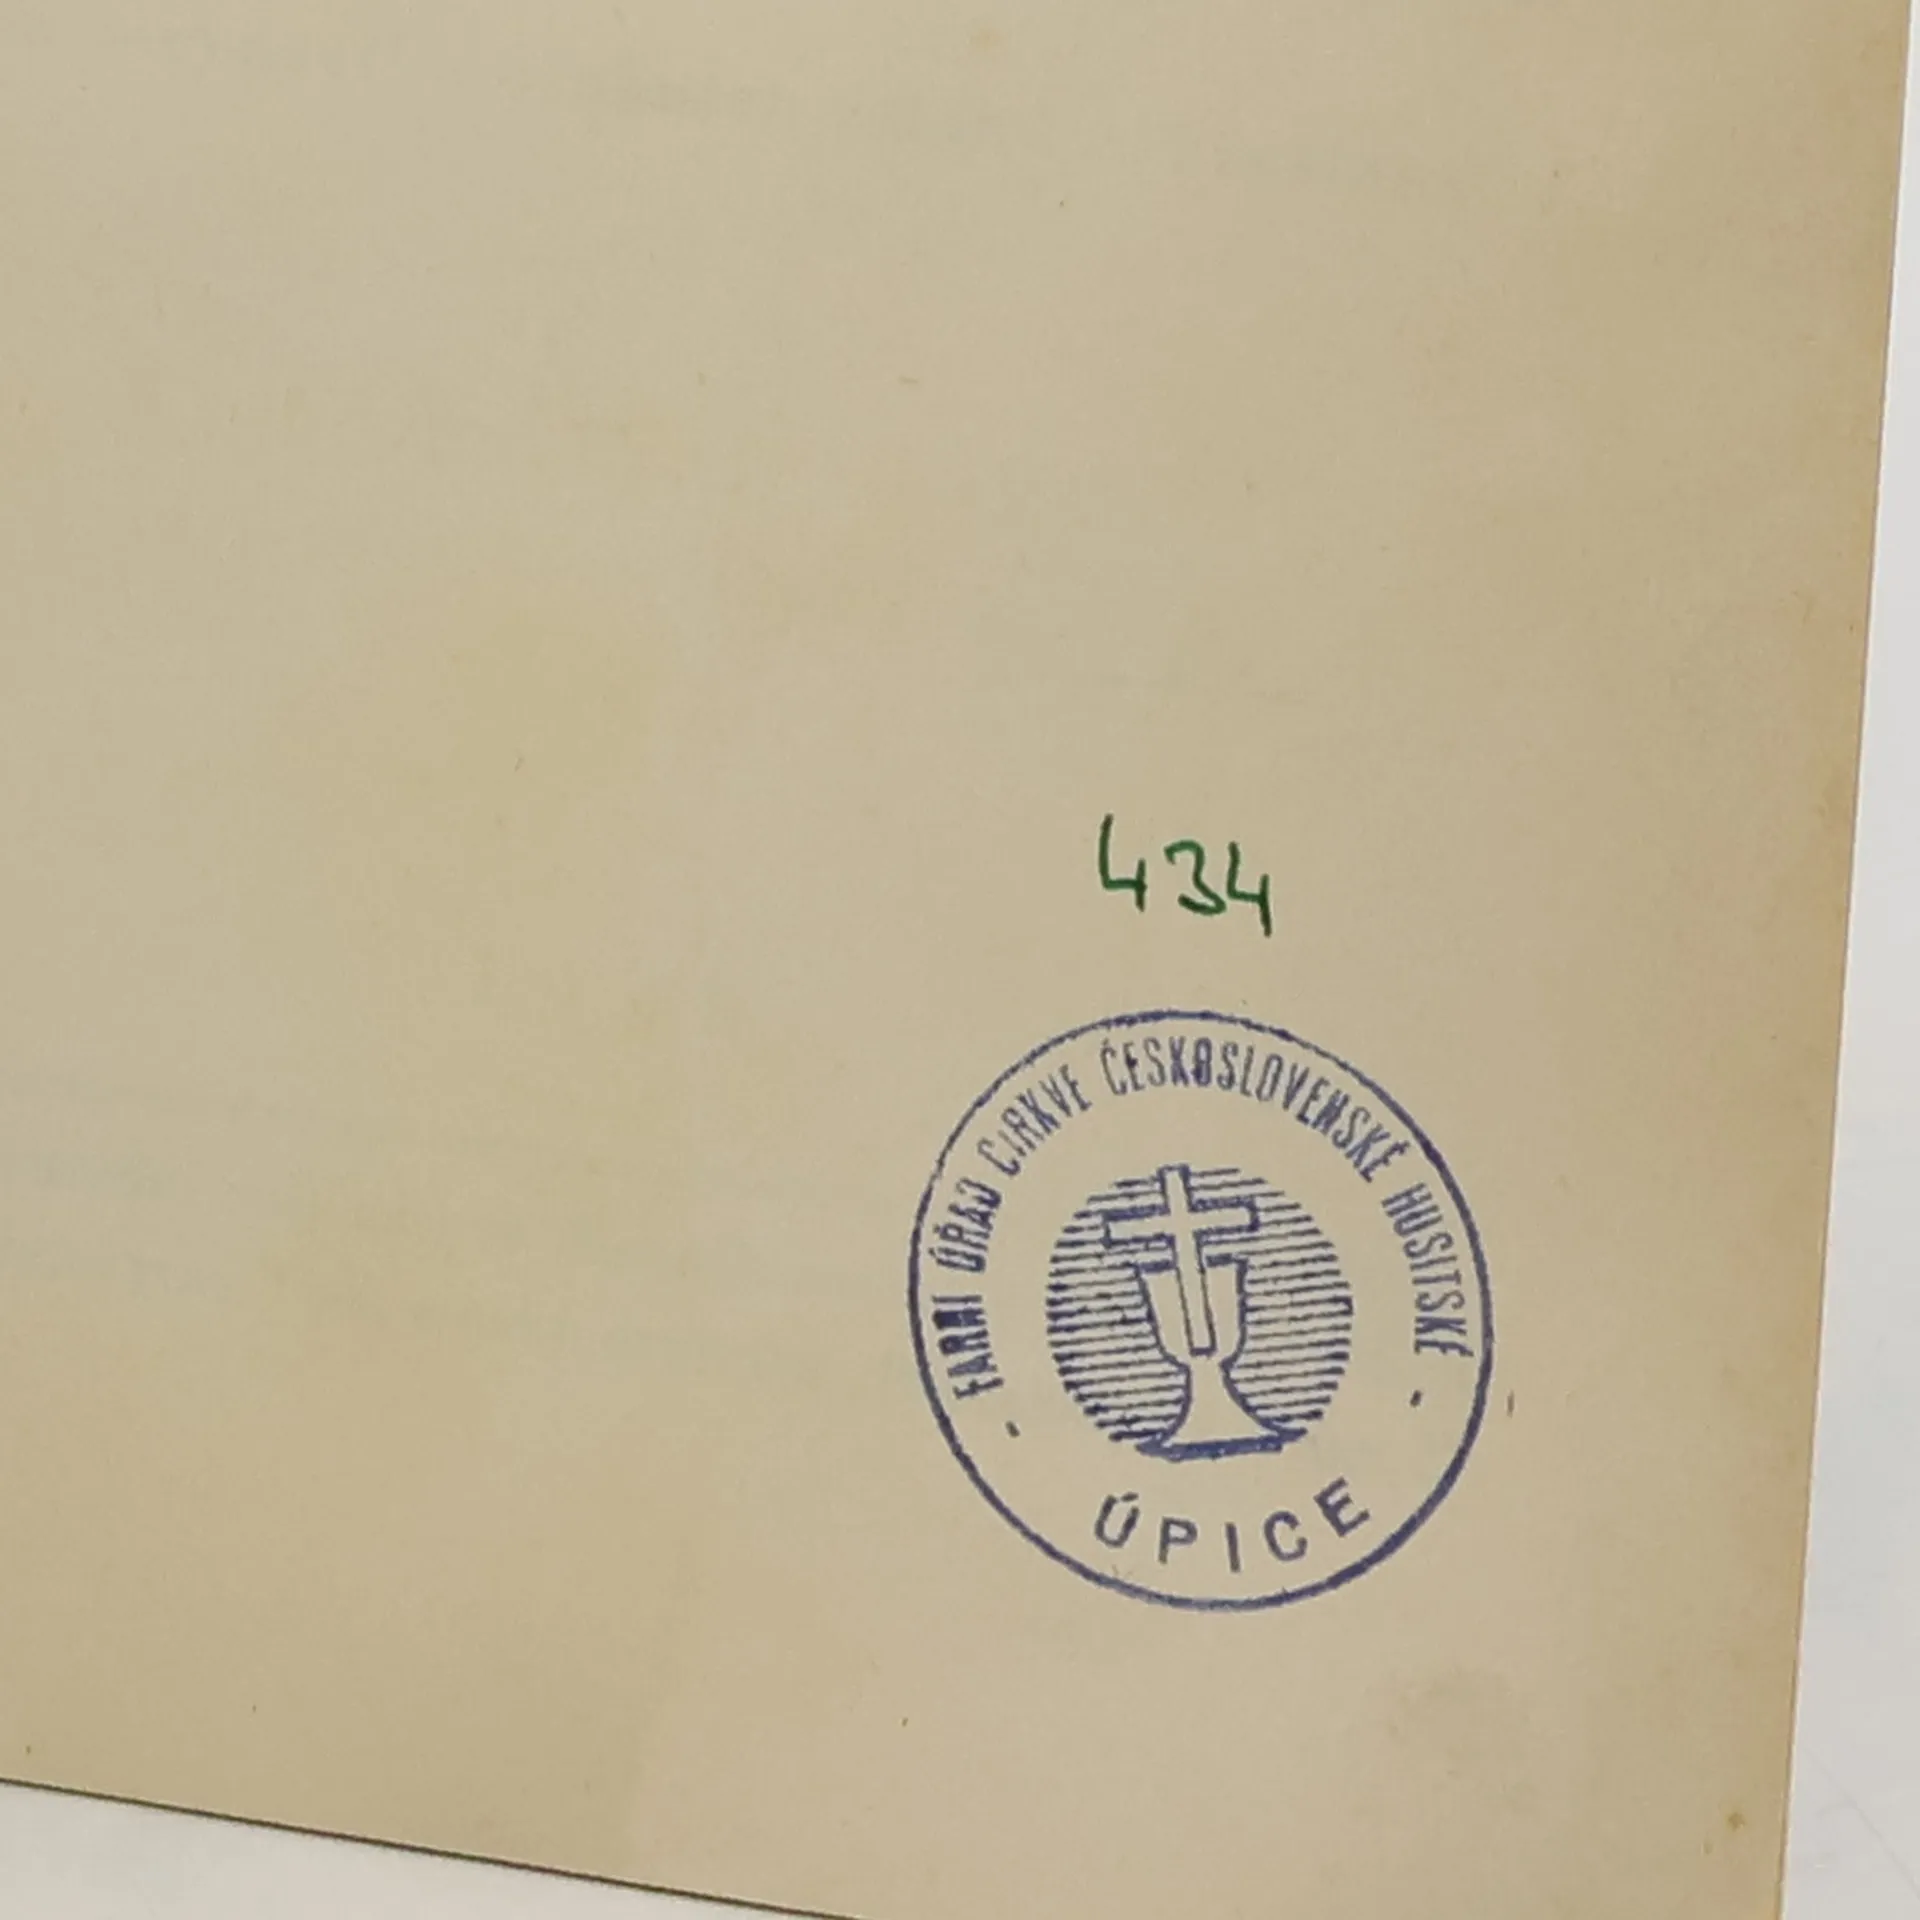 434
FARNÍ ÚŘAD CÍRKVE ČESKOSLOVENSKÉ HUSITSKÉ
ÚPICE